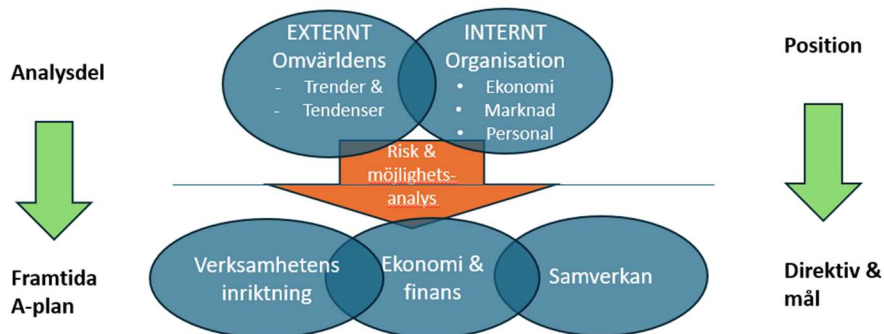 EXTERNT
Omvärldens
- Trender &
- Tendenser
INTERNT
Organisation
• Ekonomi
• Marknad
• Personal
Analysdel
Position
Risk &
möjlighets-
analys
Framtida
A-plan
Verksamhetens
inriktning
Ekonomi &
finans
Samverkan
Direktiv &
mål